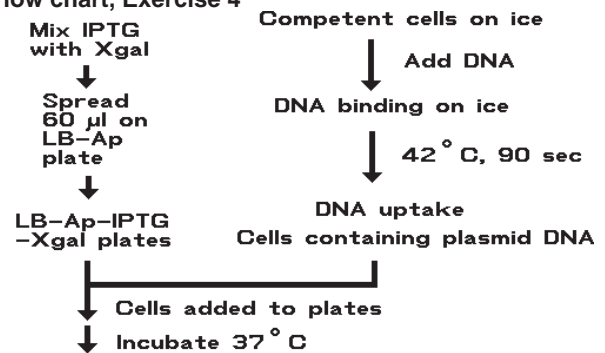 low chart, Exercise 4
Mix IPTG
with Xgal
Spread
60 µl on
LB-Ap
plate
LB-Ap-IPTG
-Xgal plates
Competent cells on ice
Add DNA
DNA binding on ice
42° C, 90 sec
DNA uptake
Cells containing plasmid DNA
Cells added to plates
Incubate 37° C